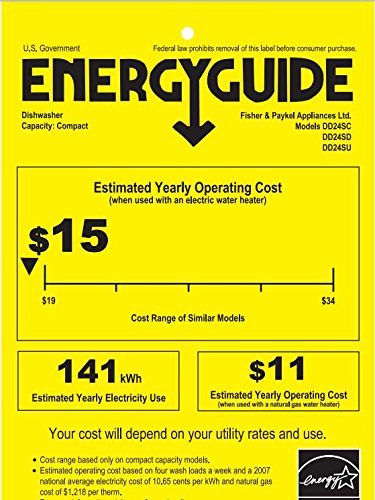 U.S. Government Federal law prohibits removal of this label before consumer purchase.
ENERGYGUIDE
Dishwasher
Capacity: Compact
Fisher & Paykel Appliances Ltd.
Models DD24SC
DD24SD
DD24SU
Estimated Yearly Operating Cost
(when used with an electric water heater)
$15
$19 $34
Cost Range of Similar Models
141 kWh
Estimated Yearly Electricity Use
$11
Estimated Yearly Operating Cost
(when used with a natural gas water heater)
Your cost will depend on your utility rates and use.
• Cost range based only on compact capacity models.
• Estimated operating cost based on four wash loads a week and a 2007
national average electricity cost of 10,65 cents per kWh and natural gas
cost of $1,218 per therm.
energy